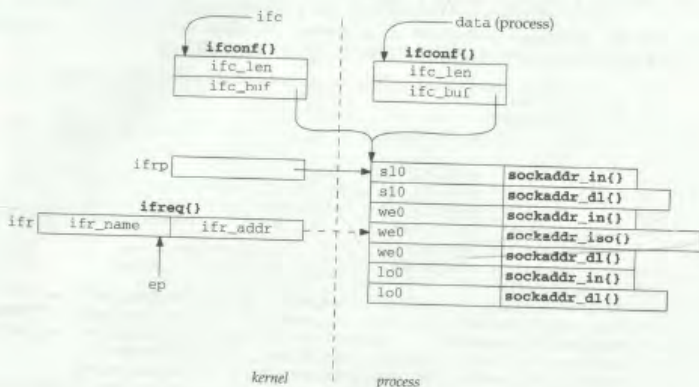 ifc
data (process)
ifconf{}
ifconf{}
ifc_len
ifc_len
ifc_buf
ifc_buf
ifrp
sl0 sockaddr_in{}
sl0 sockaddr_dl{}
we0 sockaddr_in{}
we0 sockaddr_iso{}
we0 sockaddr_dl{}
lo0 sockaddr_in{}
lo0 sockaddr_dl{}
ifreq{}
ifr ifr_name ifr_addr
ep
kernel process